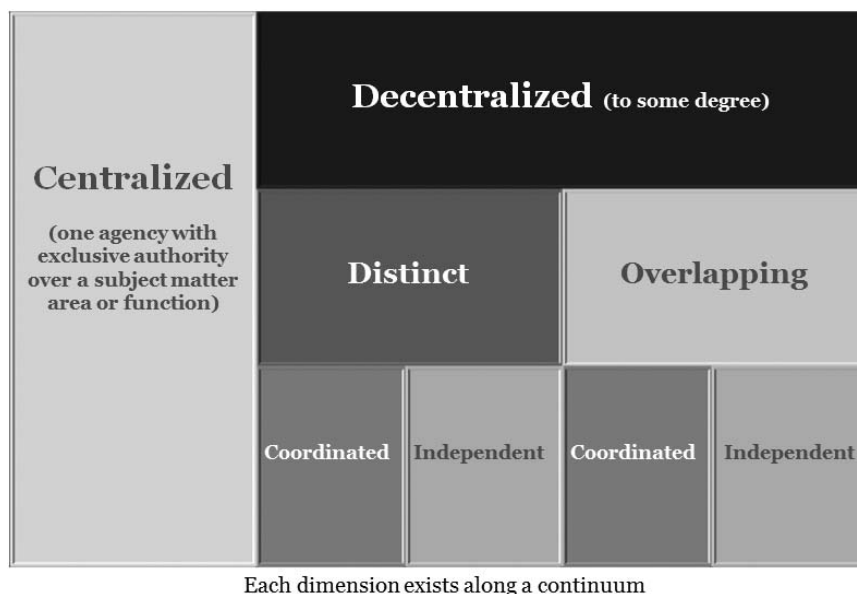 Decentralized (to some degree)
Centralized
(one agency with
exclusive authority
over a subject matter
area or function)
Distinct
Overlapping
Coordinated
Independent
Coordinated
Independent
Each dimension exists along a continuum